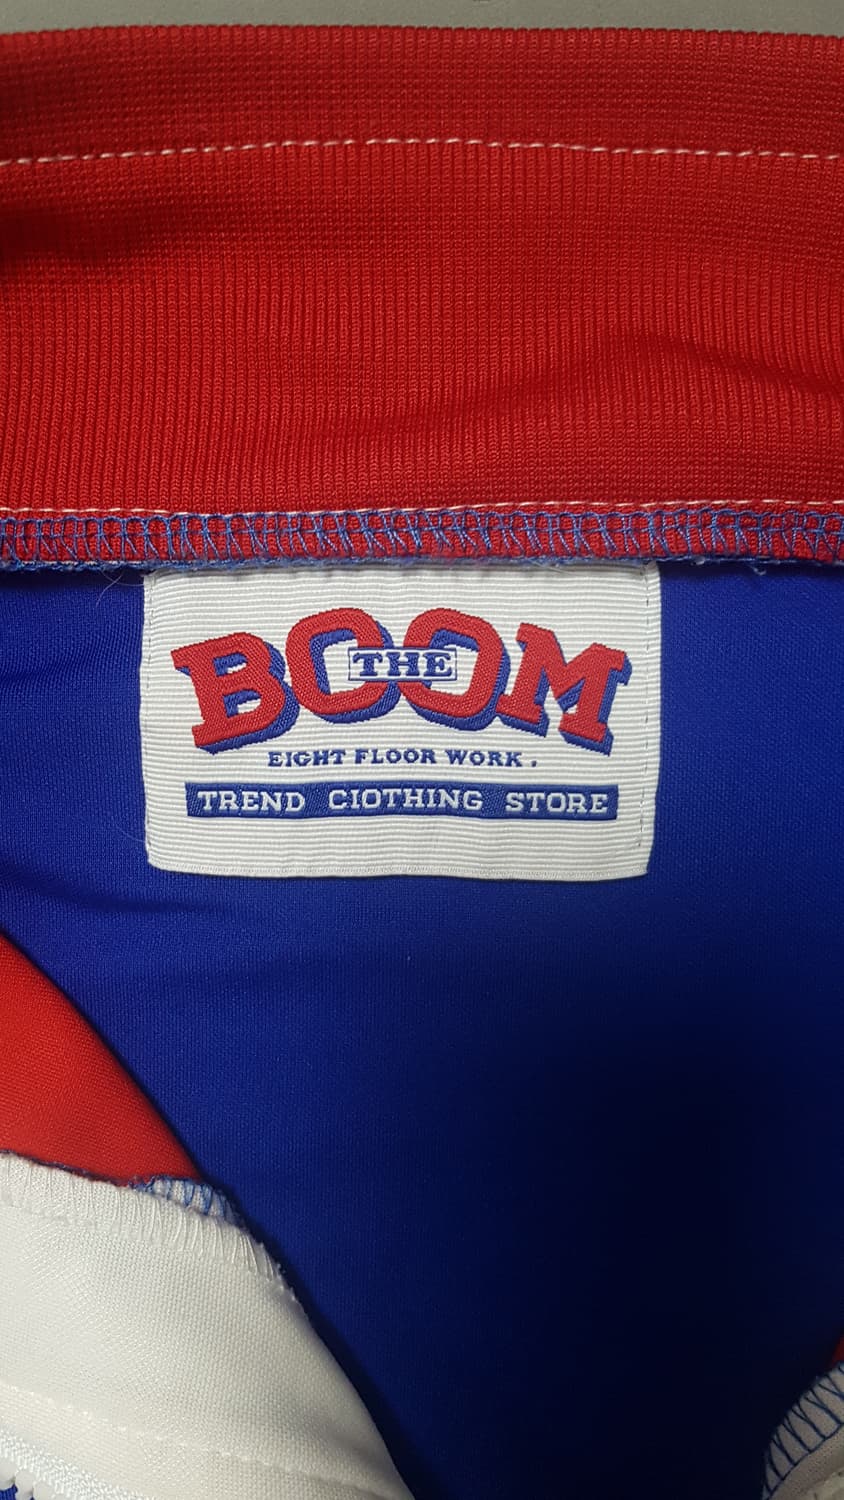 BOOM
THE
EIGHT FLOOR WORK.
TREND CIOTHING STORE